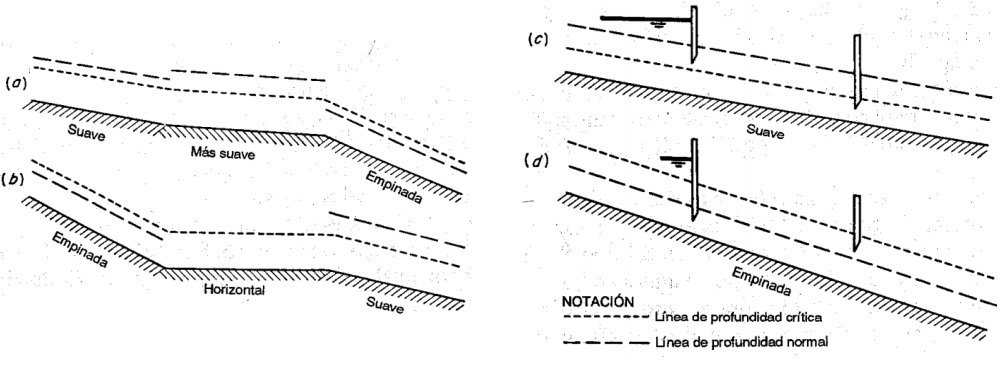 (a)
Suave
Más suave
Empinada
(b)
Empinada
Horizontal
Suave
(c)
Suave
(d)
Empinada
NOTACIÓN
Línea de profundidad crítica
Línea de profundidad normal